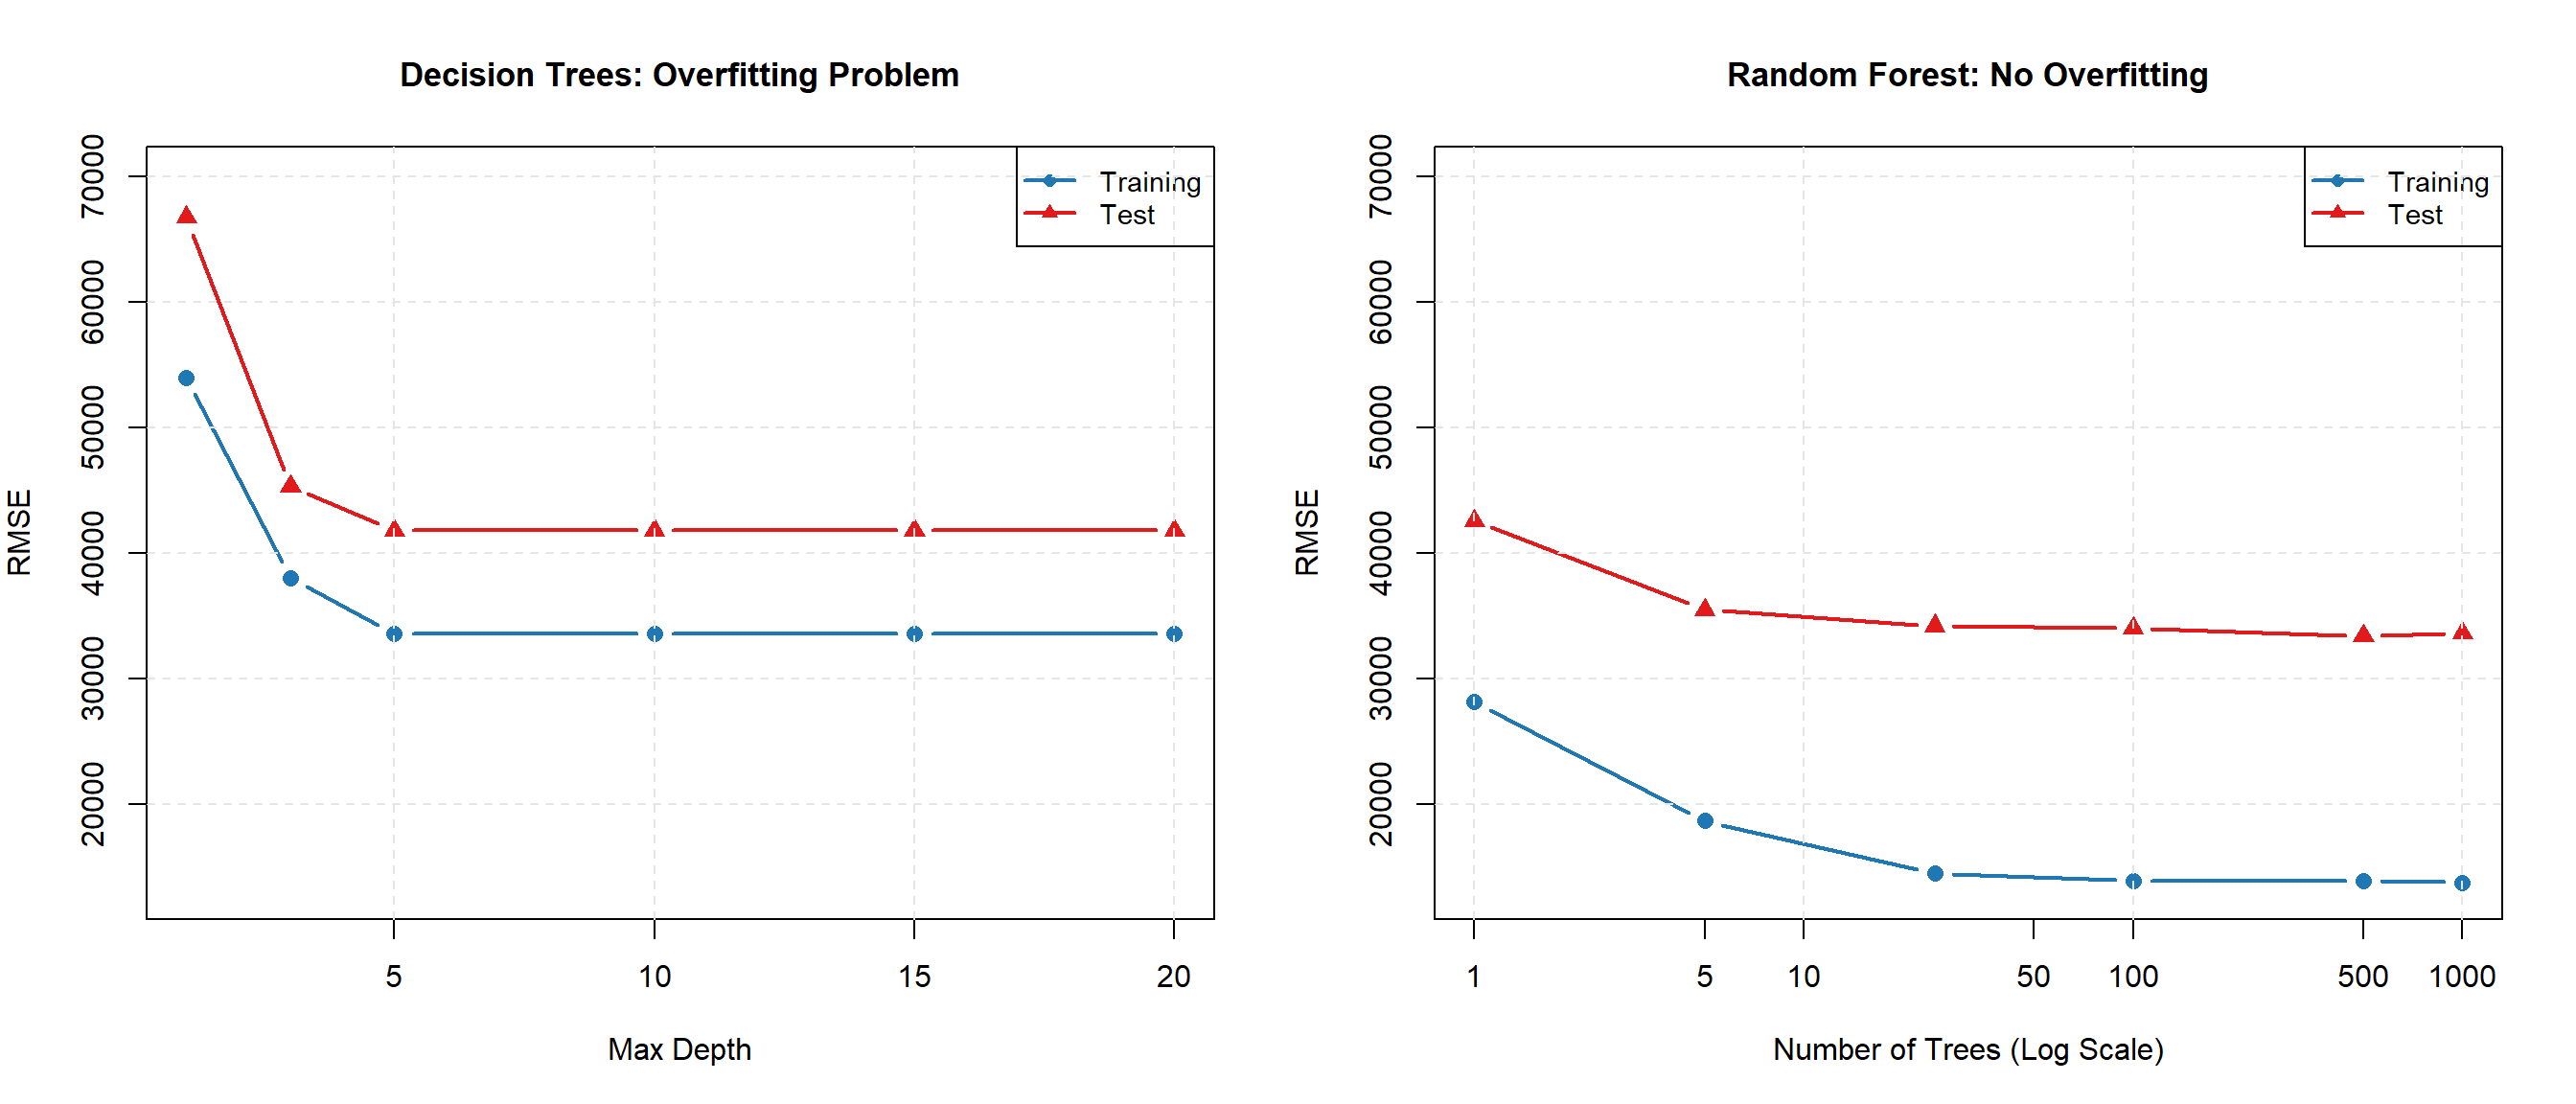 Decision Trees: Overfitting Problem
70000
60000
50000
40000
30000
20000
RMSE
Training
Test
5 10 15 20
Max Depth
Random Forest: No Overfitting
70000
60000
50000
40000
30000
20000
RMSE
Training
Test
1 5 10 50 100 500 1000
Number of Trees (Log Scale)